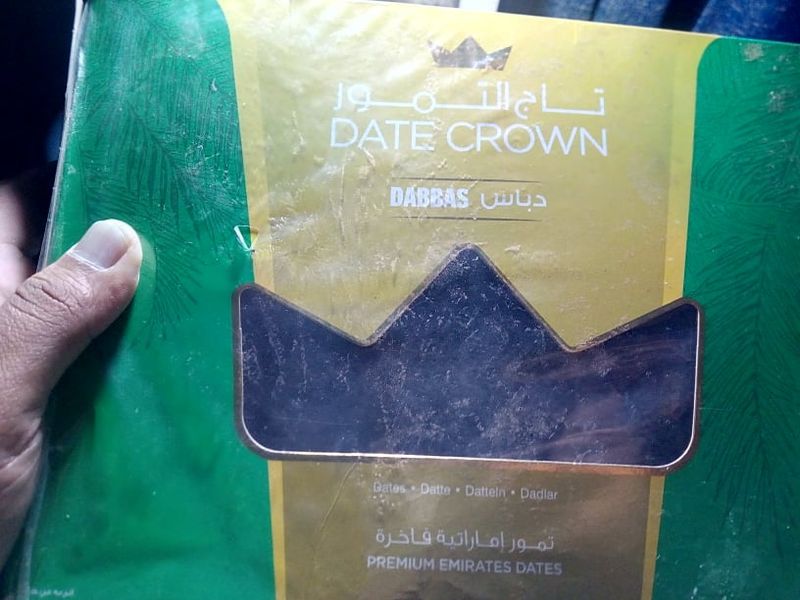 تاج التمور
DATE CROWN
DABBAS دباس
Dates • Datte • Datteln • Dadlar
تمور إماراتية فاخرة
PREMIUM EMIRATES DATES